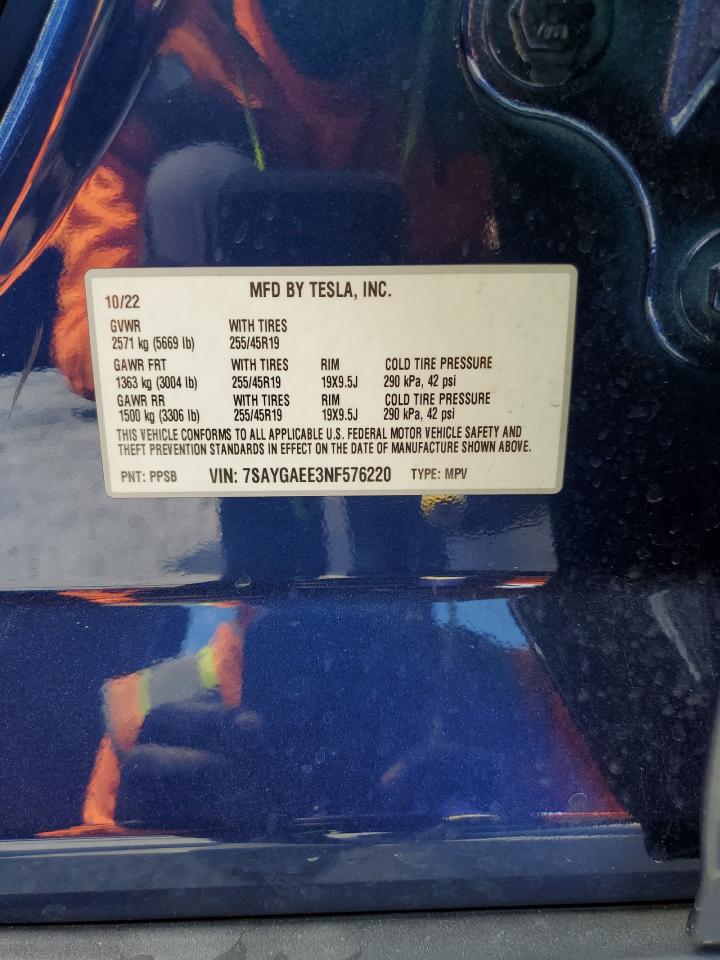 MFD BY TESLA, INC.
10/22
GVWR WITH TIRES
2571 kg (5669 lb) 255/45R19
GAWR FRT WITH TIRES RIM COLD TIRE PRESSURE
1363 kg (3004 lb) 255/45R19 19X9.5J 290 kPa, 42 psi
GAWR RR WITH TIRES RIM COLD TIRE PRESSURE
1500 kg (3306 lb) 255/45R19 19X9.5J 290 kPa, 42 psi
THIS VEHICLE CONFORMS TO ALL APPLICABLE U.S. FEDERAL MOTOR VEHICLE SAFETY AND
THEFT PREVENTION STANDARDS IN EFFECT ON THE DATE OF MANUFACTURE SHOWN ABOVE.
PNT: PPSB VIN: 7SAYGAEE3NF576220 TYPE: MPV